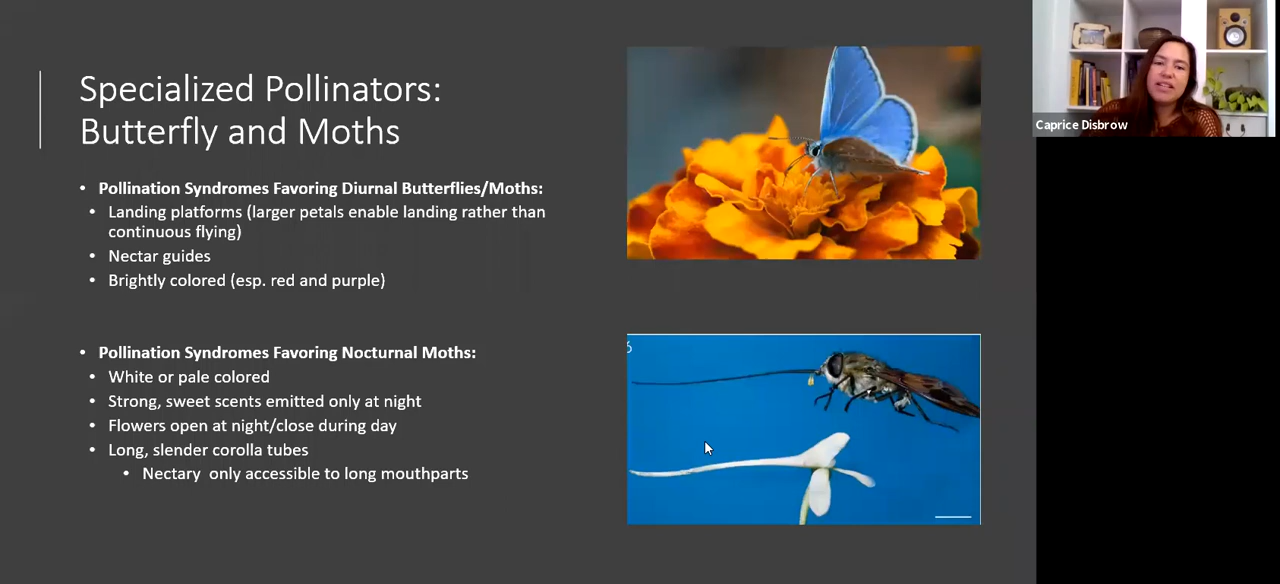 Specialized Pollinators:
Butterfly and Moths
• Pollination Syndromes Favoring Diurnal Butterflies/Moths:
• Landing platforms (larger petals enable landing rather than
continuous flying)
• Nectar guides
• Brightly colored (esp. red and purple)
• Pollination Syndromes Favoring Nocturnal Moths:
• White or pale colored
• Strong, sweet scents emitted only at night
• Flowers open at night/close during day
• Long, slender corolla tubes
• Nectary  only accessible to long mouthparts
Caprice Disbrow